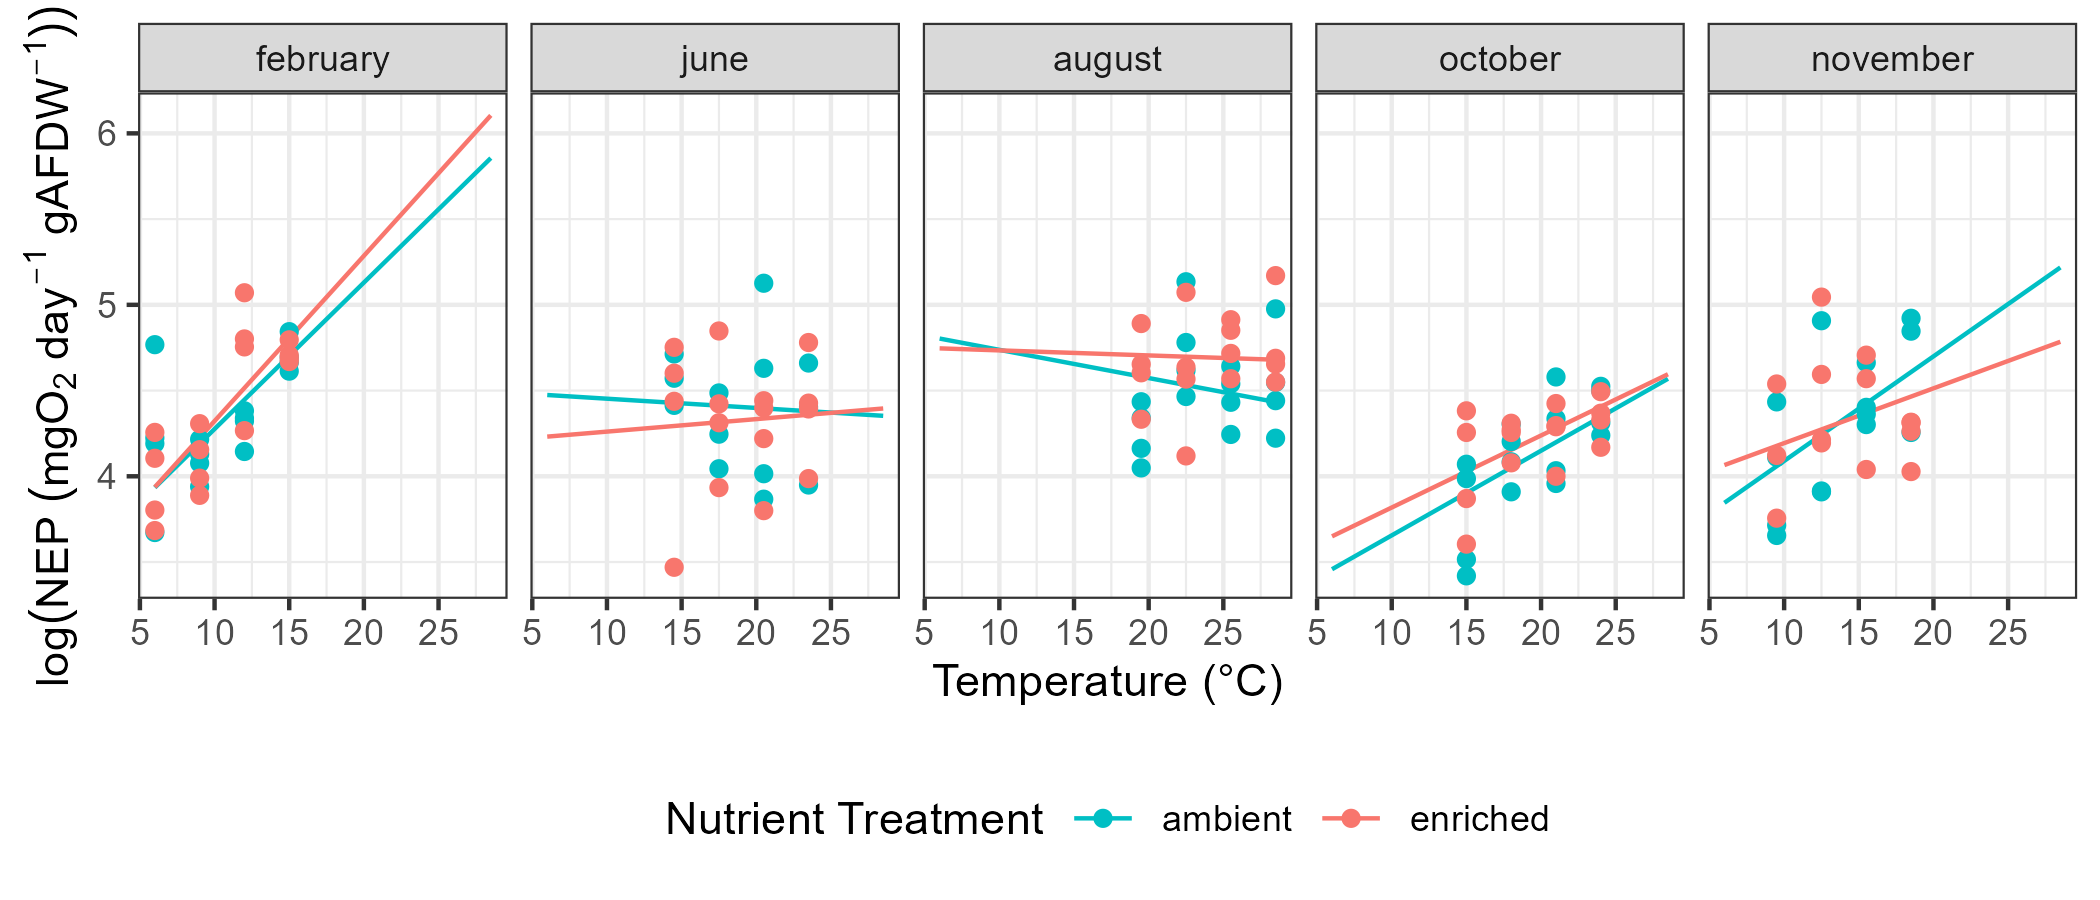 february june august october november
log(NEP (mgO₂ day⁻¹ gAFDW⁻¹))
6
5
4
5 10 15 20 25 5 10 15 20 25 5 10 15 20 25 5 10 15 20 25 5 10 15 20 25
Temperature (°C)
Nutrient Treatment ambient enriched